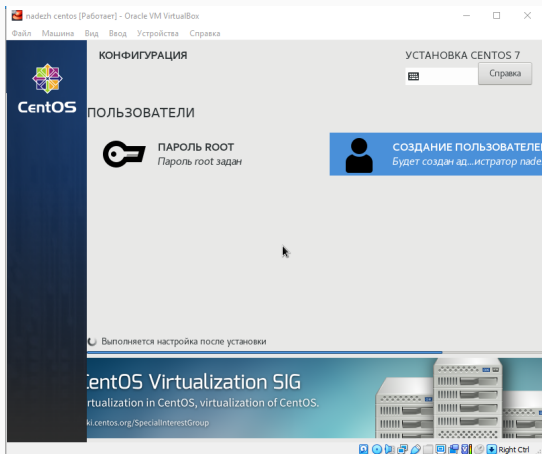 nadezh centos [Работает] - Oracle VM VirtualBox
Файл Машина Вид Ввод Устройства Справка
КОНФИГУРАЦИЯ
УСТАНОВКА CENTOS 7
Справка
CentOS
ПОЛЬЗОВАТЕЛИ
ПАРОЛЬ ROOT
Пароль root задан
СОЗДАНИЕ ПОЛЬЗОВАТЕЛЕ
Будет создан ад...истратор nade
Выполняется настройка после установки
entOS Virtualization SIG
rtualization in CentOS, virtualization of CentOS.
ki.centos.org/SpecialInterestGroup
Right Ctrl